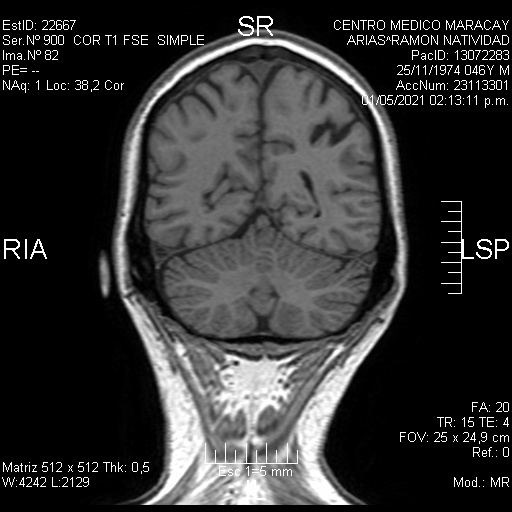 EstID: 22667
Ser.Nº 900 COR T1 FSE SIMPLE
Ima.Nº 82
PE= --
NAq: 1 Loc: 38,2 Cor
SR
CENTRO MEDICO MARACAY
ARIAS^RAMON NATIVIDAD
PacID: 13072283
25/11/1974 046Y M
AccNum: 23113301
01/05/2021 02:13:11 p.m.
RIA
LSP
Matriz 512 x 512 Thk: 0,5
W:4242 L:2129
Esc 1=5 mm
FA: 20
TR: 15 TE: 4
FOV: 25 x 24,9 cm
Ref.: 0
Mod.: MR